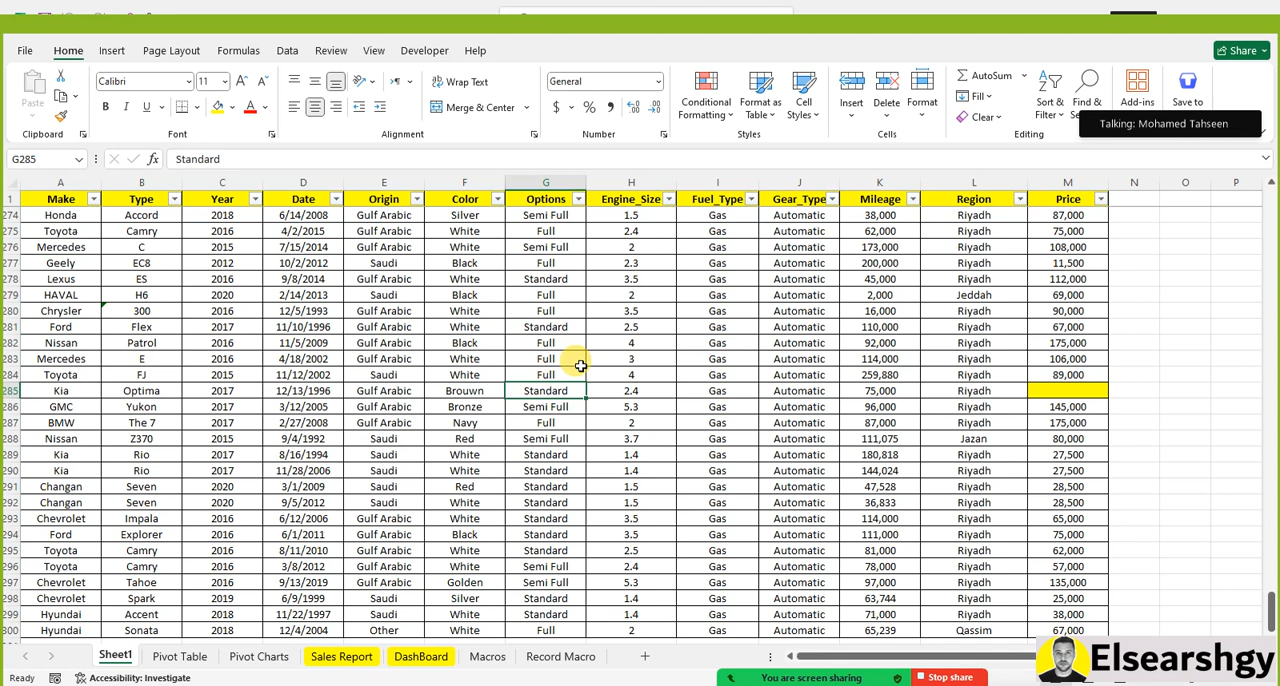 File Home Insert Page Layout Formulas Data Review View Developer Help Share
Calibri 11 Wrap Text General AutoSum
Paste Merge & Center Conditional Formatting Format as Table Cell Styles Insert Delete Format Fill Sort & Filter Find & Add-ins Save to
Clear
Clipboard Font Alignment Number Styles Cells Editing
Talking: Mohamed Tahseen
G285 fx Standard
A B C D E F G H I J K L M N O P
1 Make Type Year Date Origin Color Options Engine_Size Fuel_Type Gear_Type Mileage Region Price
274 Honda Accord 2018 6/14/2008 Gulf Arabic Silver Semi Full 1.5 Gas Automatic 38,000 Riyadh 87,000
275 Toyota Camry 2016 4/2/2015 Gulf Arabic White Full 2.4 Gas Automatic 62,000 Riyadh 75,000
276 Mercedes C 2015 7/15/2014 Gulf Arabic White Semi Full 2 Gas Automatic 173,000 Riyadh 108,000
277 Geely EC8 2012 10/2/2012 Saudi Black Full 2.3 Gas Automatic 200,000 Riyadh 11,500
278 Lexus ES 2016 9/8/2014 Gulf Arabic White Standard 3.5 Gas Automatic 45,000 Riyadh 112,000
279 HAVAL H6 2020 2/14/2013 Saudi Black Full 2 Gas Automatic 2,000 Jeddah 69,000
280 Chrysler 300 2016 12/5/1993 Gulf Arabic White Full 3.5 Gas Automatic 16,000 Riyadh 90,000
281 Ford Flex 2017 11/10/1996 Gulf Arabic White Standard 2.5 Gas Automatic 110,000 Riyadh 67,000
282 Nissan Patrol 2016 11/5/2009 Gulf Arabic Black Full 4 Gas Automatic 92,000 Riyadh 175,000
283 Mercedes E 2016 4/18/2002 Gulf Arabic White Full 3 Gas Automatic 114,000 Riyadh 106,000
284 Toyota FJ 2015 11/12/2002 Saudi White Full 4 Gas Automatic 259,880 Riyadh 89,000
285 Kia Optima 2017 12/13/1996 Gulf Arabic Brouwn Standard 2.4 Gas Automatic 75,000 Riyadh
286 GMC Yukon 2017 3/12/2005 Gulf Arabic Bronze Semi Full 5.3 Gas Automatic 96,000 Riyadh 145,000
287 BMW The 7 2017 2/27/2008 Gulf Arabic Navy Full 2 Gas Automatic 87,000 Riyadh 175,000
288 Nissan Z370 2015 9/4/1992 Saudi Red Semi Full 3.7 Gas Automatic 111,075 Jazan 80,000
289 Kia Rio 2017 8/16/1994 Saudi White Standard 1.4 Gas Automatic 180,818 Riyadh 27,500
290 Kia Rio 2017 11/28/2006 Saudi White Standard 1.4 Gas Automatic 144,024 Riyadh 27,500
291 Changan Seven 2020 3/1/2009 Saudi Red Standard 1.5 Gas Automatic 47,528 Riyadh 28,500
292 Changan Seven 2020 9/5/2012 Saudi White Standard 1.5 Gas Automatic 36,833 Riyadh 28,500
293 Chevrolet Impala 2016 6/12/2006 Gulf Arabic White Standard 3.5 Gas Automatic 114,000 Riyadh 65,000
294 Ford Explorer 2016 6/1/2011 Gulf Arabic Black Standard 3.5 Gas Automatic 111,000 Riyadh 75,000
295 Toyota Camry 2016 8/11/2010 Gulf Arabic White Standard 2.5 Gas Automatic 81,000 Riyadh 62,000
296 Toyota Camry 2016 3/8/2012 Gulf Arabic White Semi Full 2.4 Gas Automatic 78,000 Riyadh 57,000
297 Chevrolet Tahoe 2016 9/13/2019 Gulf Arabic Golden Semi Full 5.3 Gas Automatic 97,000 Riyadh 135,000
298 Chevrolet Spark 2019 6/9/1999 Saudi Silver Standard 1.4 Gas Automatic 63,744 Riyadh 25,000
299 Hyundai Accent 2018 11/22/1997 Saudi White Standard 1.4 Gas Automatic 71,000 Riyadh 38,000
300 Hyundai Sonata 2018 12/4/2004 Other White Full 2 Gas Automatic 65,239 Qassim 67,000
Sheet1 Pivot Table Pivot Charts Sales Report DashBoard Macros Record Macro
Elsearshgy
Ready Accessibility: Investigate You are screen sharing Stop share